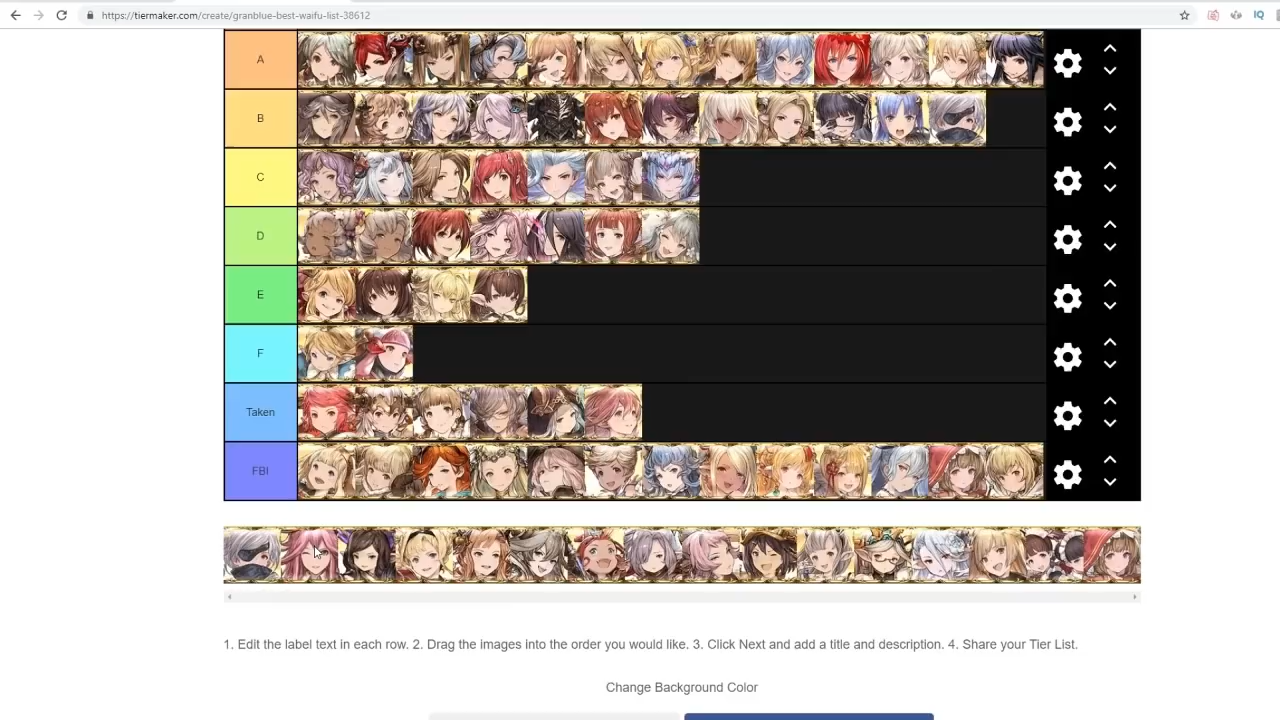 https://tiermaker.com/create/granblue-best-waifu-list-38612
IQ
A
B
C
D
E
F
Taken
FBI
1. Edit the label text in each row. 2. Drag the images into the order you would like. 3. Click Next and add a title and description. 4. Share your Tier List.
Change Background Color